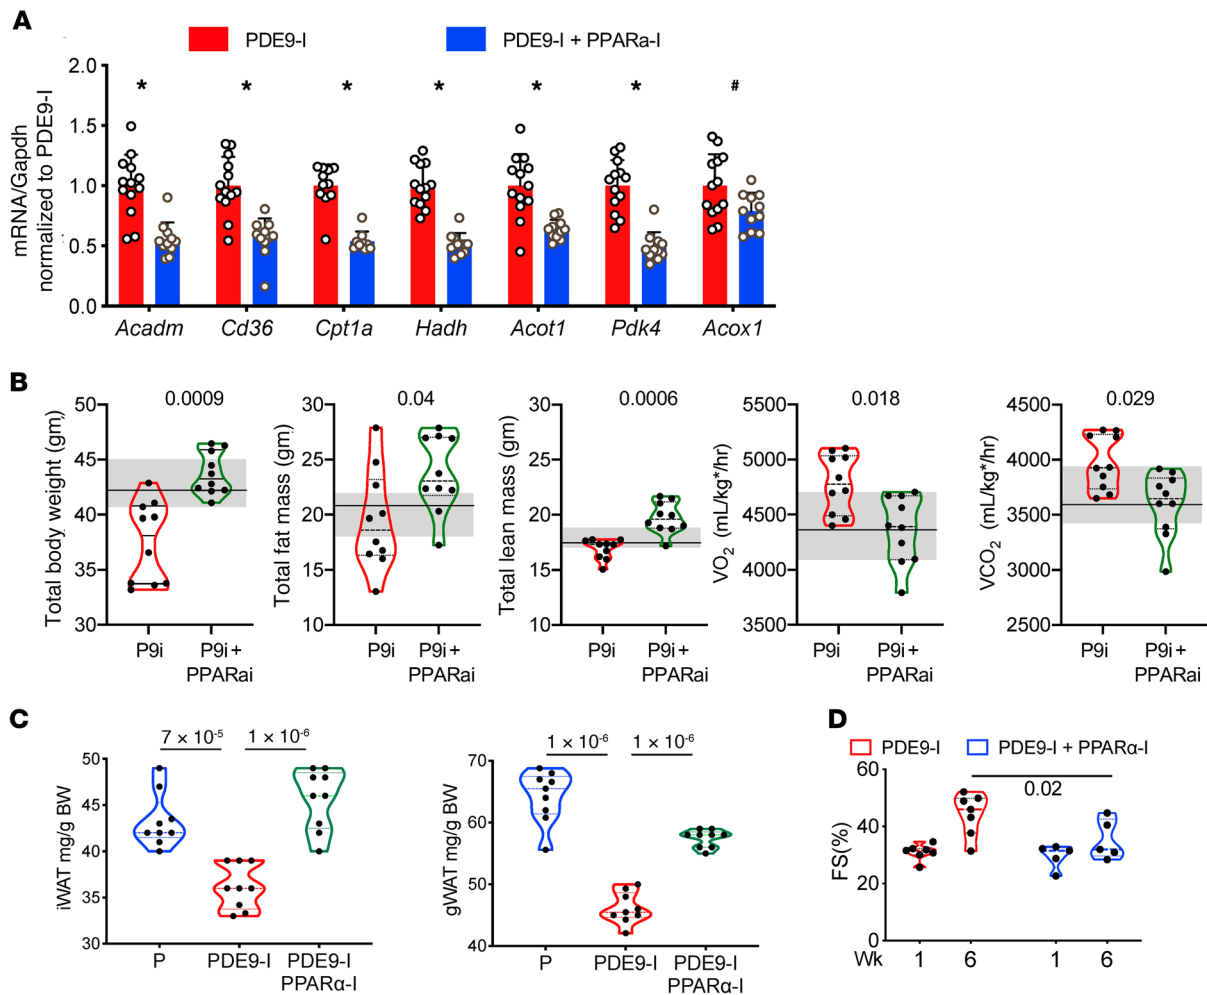 A
PDE9-I
PDE9-I + PPARa-I
mRNA/Gapdh
normalized to PDE9-I
2.0
1.5
1.0
0.5
0.0
* * * * * * #
Acadm Cd36 Cpt1a Hadh Acot1 Pdk4 Acox1
B
Total body weight (gm)
50
45
40
35
30
0.0009
P9i
P9i +
PPARai
Total fat mass (gm)
30
25
20
15
10
0.04
P9i
P9i+
PPARai
Total lean mass (gm)
30
25
20
15
10
0.0006
P9i
P9i +
PPARai
VO2 (mL/kg*/hr)
5500
5000
4500
4000
3500
0.018
P9i
P9i+
PPARai
VCO2 (mL/kg*/hr)
4500
4000
3500
3000
2500
0.029
P9i
P9i +
PPARai
C
iWAT mg/g BW
50
45
40
35
30
7 × 10⁻⁵
1 × 10⁻⁶
P
PDE9-I
PDE9-I
PPARα-I
gWAT mg/g BW
70
60
50
40
1 × 10⁻⁶
1 × 10⁻⁶
P
PDE9-I
PDE9-I
PPARα-I
D
PDE9-I
PDE9-I + PPARα-I
FS(%)
60
40
20
0
0.02
Wk 1 6 1 6